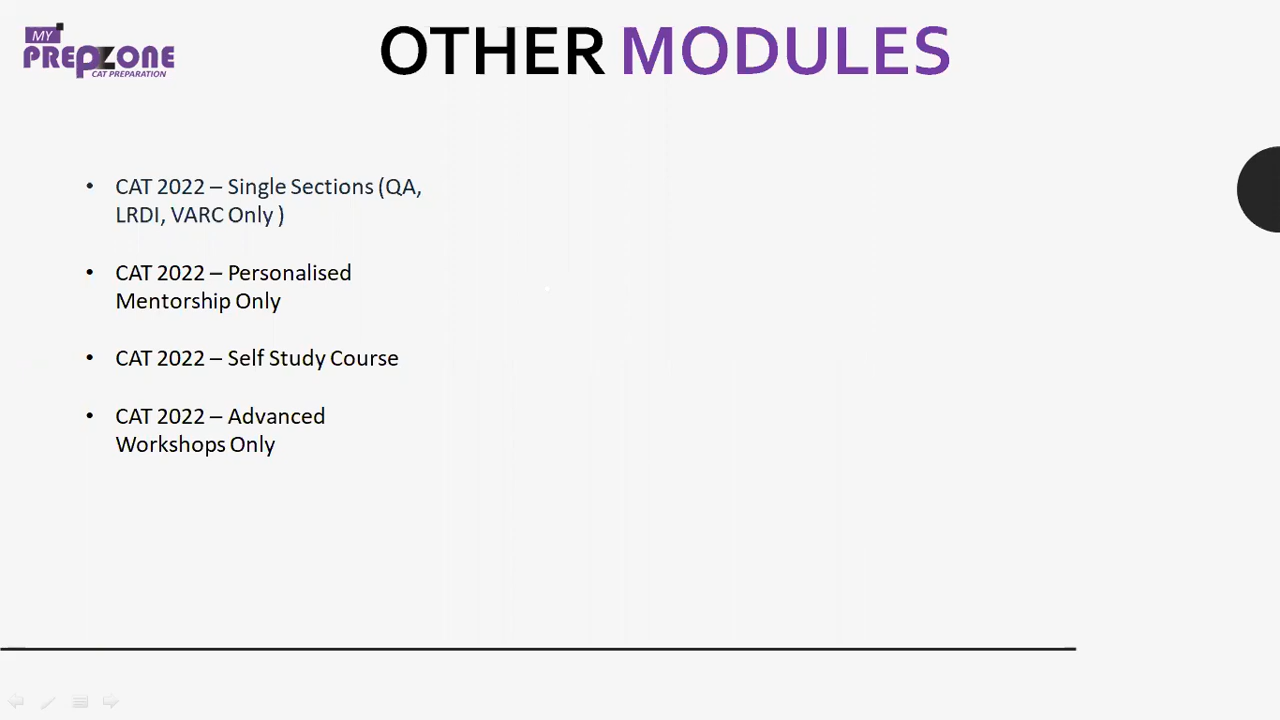 MY
PREPZONE
CAT PREPARATION
OTHER MODULES
• CAT 2022 – Single Sections (QA,
LRDI, VARC Only )
• CAT 2022 – Personalised
Mentorship Only
• CAT 2022 – Self Study Course
• CAT 2022 – Advanced
Workshops Only